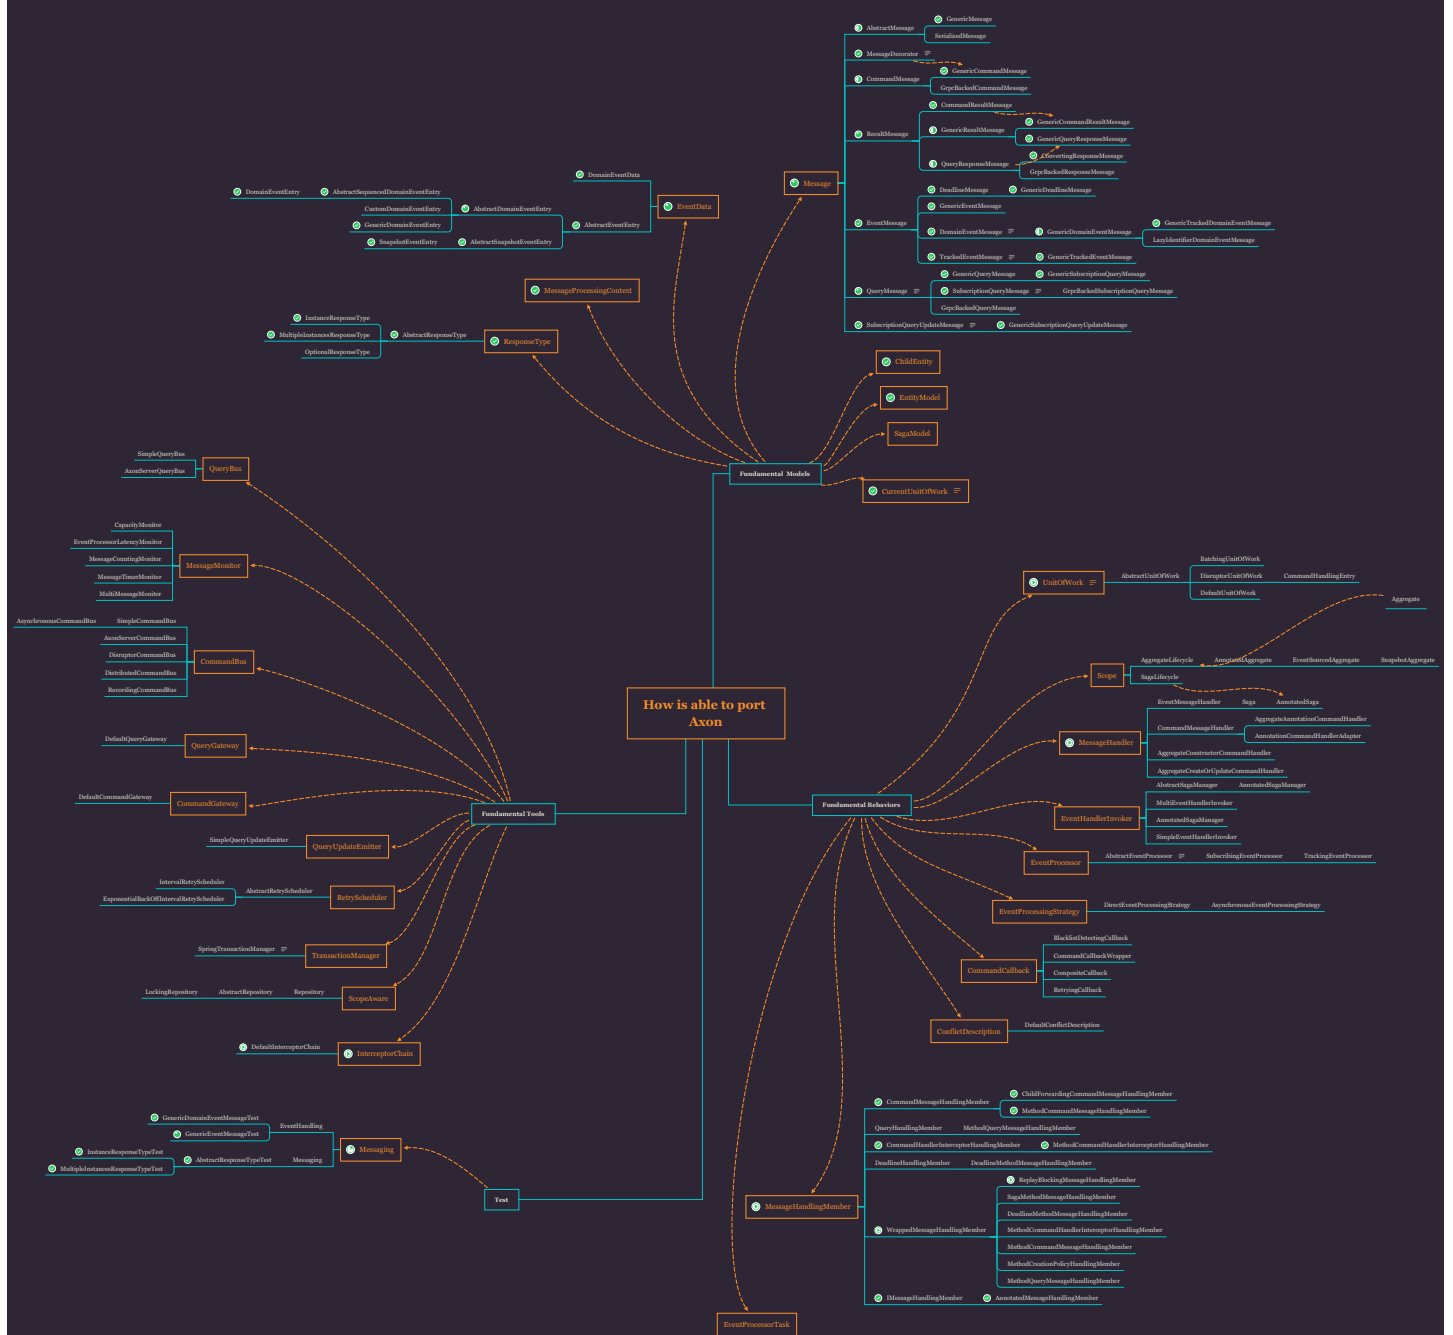 How is able to port
Axon
Fundamental Models
Message
AbstractMessage
GenericMessage
SerializedMessage
MessageDecorator
CommandMessage
GenericCommandMessage
GrpcBackedCommandMessage
ResultMessage
CommandResultMessage
GenericResultMessage
GenericCommandResultMessage
GenericQueryResponseMessage
QueryResponseMessage
ConvertingResponseMessage
GrpcBackedResponseMessage
EventMessage
DeadlineMessage
GenericDeadlineMessage
GenericEventMessage
DomainEventMessage
GenericDomainEventMessage
GenericTrackedDomainEventMessage
LazyIdentifierDomainEventMessage
TrackedEventMessage
GenericTrackedEventMessage
QueryMessage
GenericQueryMessage
GenericSubscriptionQueryMessage
SubscriptionQueryMessage
GrpcBackedSubscriptionQueryMessage
GrpcBackedQueryMessage
SubscriptionQueryUpdateMessage
GenericSubscriptionQueryUpdateMessage
EventData
DomainEventData
AbstractEventEntry
AbstractDomainEventEntry
AbstractSequencedDomainEventEntry
DomainEventEntry
CustomDomainEventEntry
GenericDomainEventEntry
AbstractSnapshotEventEntry
SnapshotEventEntry
MessageProcessingContext
ResponseType
AbstractResponseType
InstanceResponseType
MultipleInstancesResponseType
OptionalResponseType
ChildEntity
EntityModel
SagaModel
CurrentUnitOfWork
Fundamental Tools
QueryBus
SimpleQueryBus
AxonServerQueryBus
MessageMonitor
CapacityMonitor
EventProcessorLatencyMonitor
MessageCountingMonitor
MessageTimerMonitor
MultiMessageMonitor
CommandBus
AsynchronousCommandBus
SimpleCommandBus
AxonServerCommandBus
DisruptorCommandBus
DistributedCommandBus
RecordingCommandBus
QueryGateway
DefaultQueryGateway
CommandGateway
DefaultCommandGateway
QueryUpdateEmitter
SimpleQueryUpdateEmitter
RetryScheduler
AbstractRetryScheduler
IntervalRetryScheduler
ExponentialBackOffIntervalRetryScheduler
TransactionManager
SpringTransactionManager
ScopeAware
Repository
AbstractRepository
LockingRepository
InterceptorChain
DefaultInterceptorChain
Test
Messaging
EventHandling
GenericDomainEventMessageTest
GenericEventMessageTest
Messaging
AbstractResponseTypeTest
InstanceResponseTypeTest
MultipleInstancesResponseTypeTest
Fundamental Behaviors
UnitOfWork
AbstractUnitOfWork
BatchingUnitOfWork
DisruptorUnitOfWork
CommandHandlingEntry
DefaultUnitOfWork
Aggregate
Scope
AggregateLifecycle
AnnotatedAggregate
EventSourcedAggregate
SnapshotAggregate
SagaLifecycle
MessageHandler
EventMessageHandler
Saga
AnnotatedSaga
CommandMessageHandler
AggregateAnnotationCommandHandler
AnnotationCommandHandlerAdapter
AggregateConstructorCommandHandler
AggregateCreateOrUpdateCommandHandler
EventHandlerInvoker
AbstractSagaManager
AnnotatedSagaManager
MultiEventHandlerInvoker
AnnotatedSagaManager
SimpleEventHandlerInvoker
EventProcessor
AbstractEventProcessor
SubscribingEventProressor
TrackingEventProcessor
EventProcessingStrategy
DirectEventProcessingStrategy
AsynchronousEventProcessingStrategy
CommandCallback
BlacklistDetectingCallback
CommandCallbackWrapper
CompositeCallback
RetryingCallback
ConflictDescription
DefaultConflictDescription
MessageHandlingMember
CommandMessageHandlingMember
ChildForwardingCommandMessageHandlingMember
MethodCommandMessageHandlingMember
QueryHandlingMember
MethodQueryMessageHandlingMember
CommandHandlerInterceptorHandlingMember
MethodCommandHandlerInterceptorHandlingMember
DeadlineHandlingMember
DeadlineMethodMessageHandlingMember
WrappedMessageHandlingMember
ReplayBlockingMessageHandlingMember
SagaMethodMessageHandlingMember
DeadlineMethodMessageHandlingMember
MethodCommandHandlerInterceptorHandlingMember
MethodCommandMessageHandlingMember
MethodCreationPolicyHandlingMember
MethodQueryMessageHandlingMember
IMessageHandlingMember
AnnotatedMessageHandlingMember
EventProcessorTask